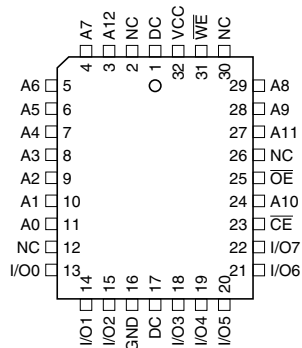 A7 A12 NC DC VCC W̅E̅ NC
4 3 2 1 32 31 30
A6 5 29 A8
A5 6 28 A9
A4 7 27 A11
A3 8 26 NC
A2 9 25 O̅E̅
A1 10 24 A10
A0 11 23 C̅E̅
NC 12 22 I/O7
I/O0 13 21 I/O6
14 15 16 17 18 19 20
I/O1 I/O2 GND DC I/O3 I/O4 I/O5